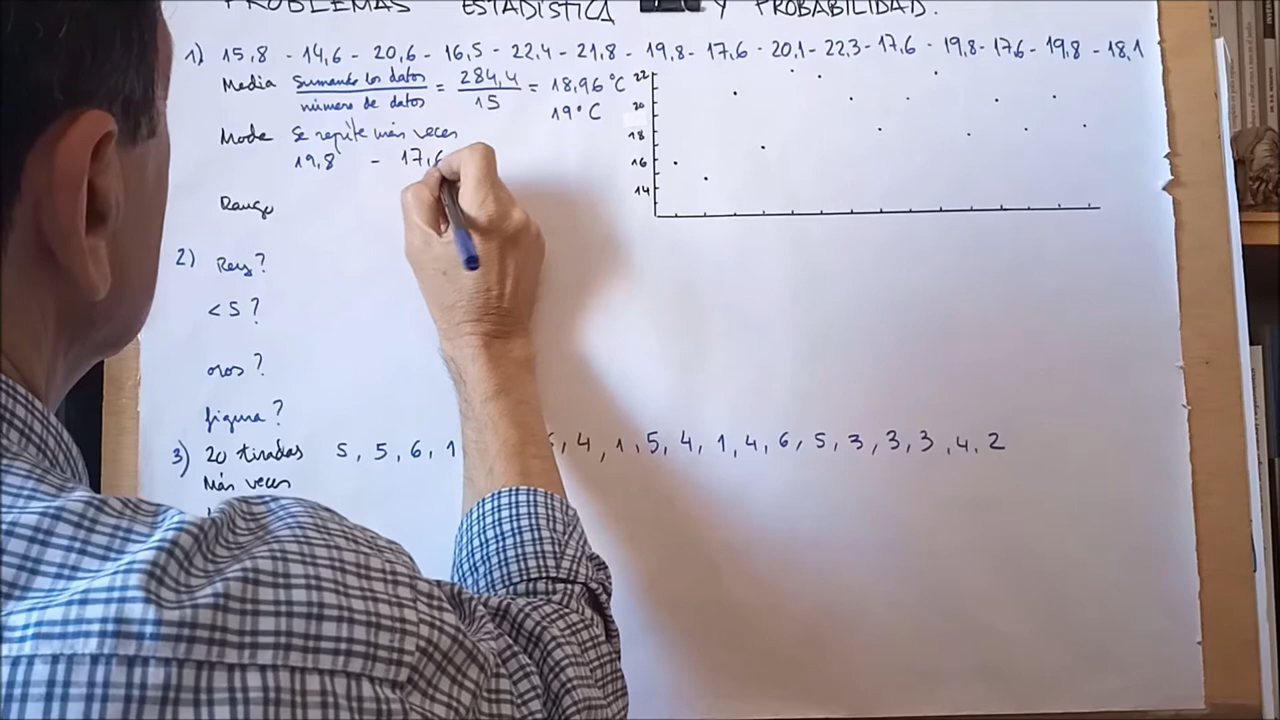 PROBLEMAS ESTADÍSTICA Y PROBABILIDAD.
1) 15,8 - 14,6 - 20,6 - 16,5 - 22,4 - 21,8 - 19,8 - 17,6 - 20,1 - 22,3 - 17,6 - 19,8 - 17,6 - 19,8 - 18,1
Media Sumando los datos / número de datos = 284,4 / 15 = 18,96 °C
19°C
Moda Se repite más veces
19,8 - 17,6
Rango
22
20
18
16
14
2) Rey?
< 5 ?
oros ?
figura ?
3) 20 tiradas 5, 5, 6, 1 , 4, 1, 5, 4, 1, 4, 6, 5, 3, 3, 3, 4, 2
Más veces